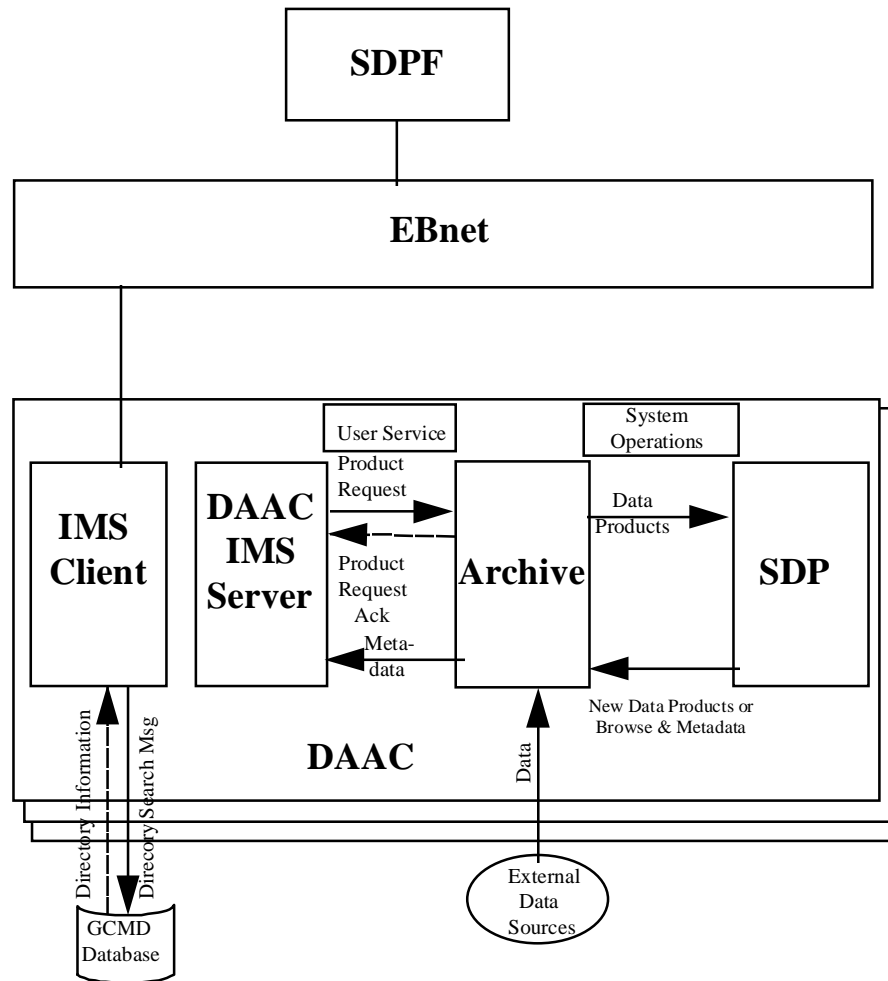 SDPF
EBnet
User Service
System
Operations
IMS
Client
DAAC
IMS
Server
Product
Request
Product
Request
Ack
Meta-
data
Archive
Data
Products
SDP
New Data Products or
Browse & Metadata
DAAC
Directory Information
Direcory Search Msg
Data
GCMD
Database
External
Data
Sources